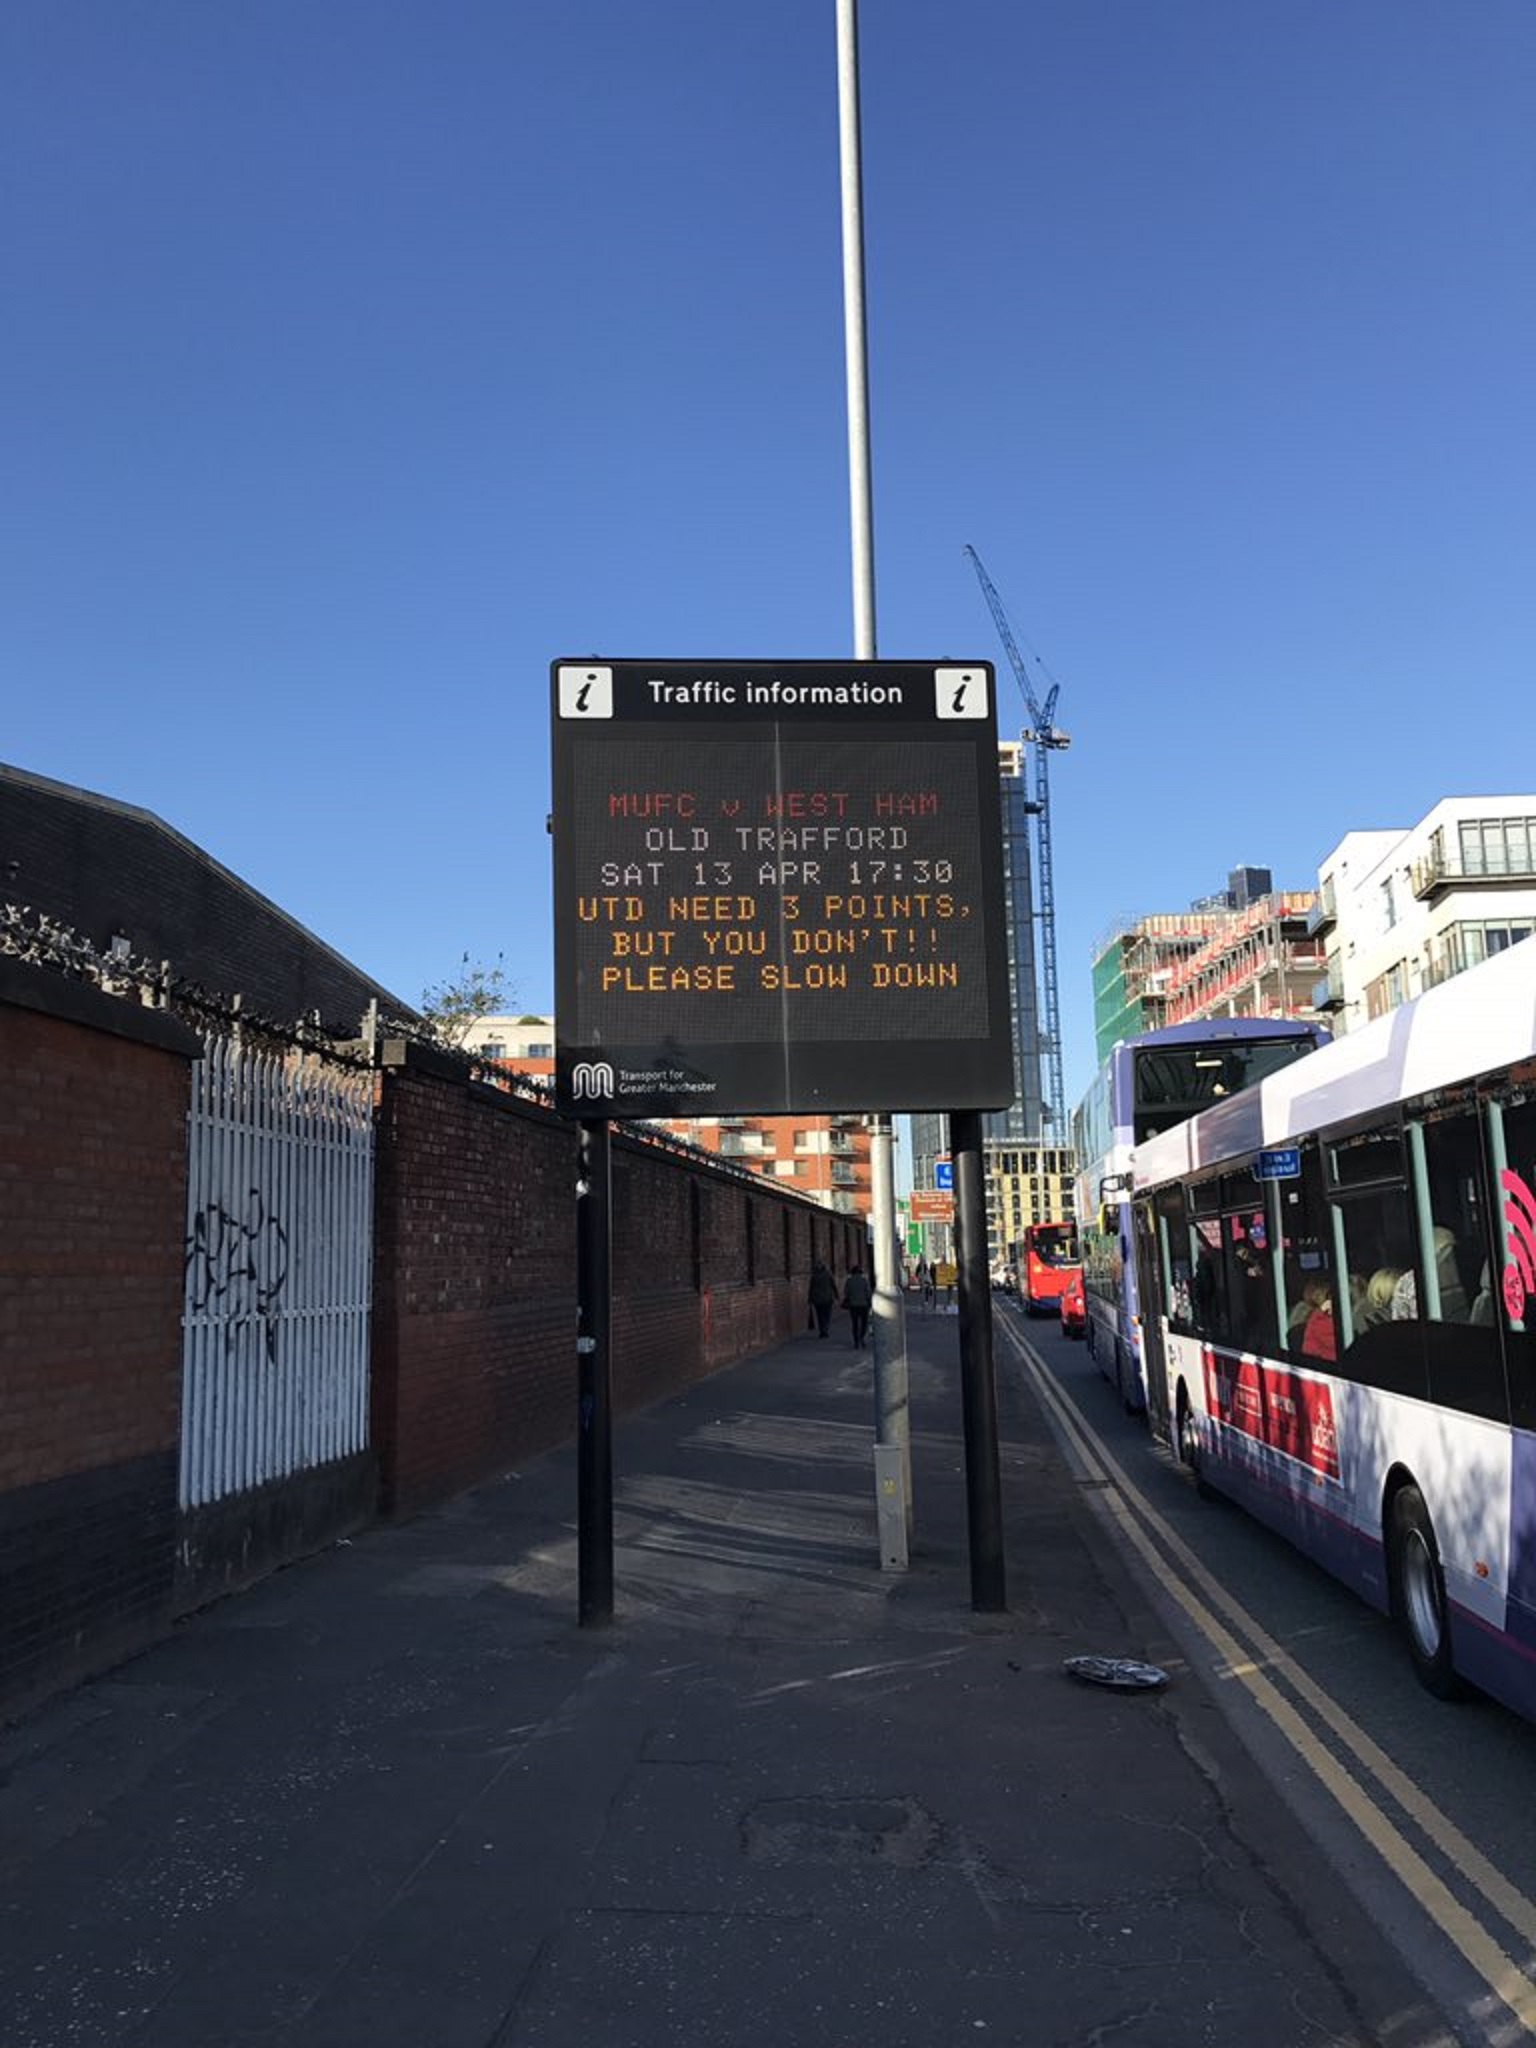 i Traffic information i
MUFC v WEST HAM
OLD TRAFFORD
SAT 13 APR 17:30
UTD NEED 3 POINTS,
BUT YOU DON'T!!
PLEASE SLOW DOWN
Transport for
Greater Manchester